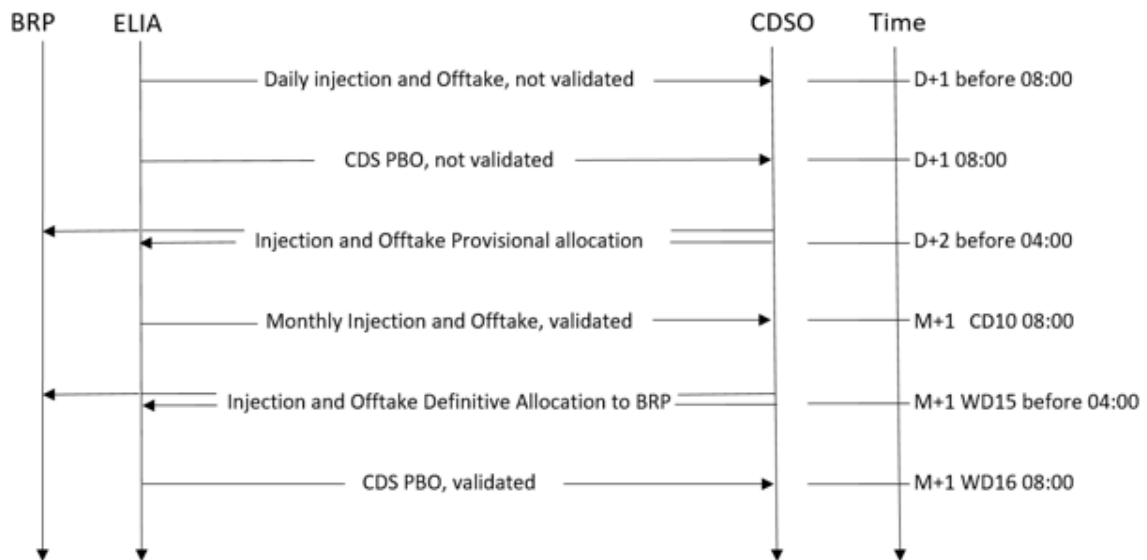 BRP ELIA CDSO Time
Daily injection and Offtake, not validated D+1 before 08:00
CDS PBO, not validated D+1 08:00
Injection and Offtake Provisional allocation D+2 before 04:00
Monthly Injection and Offtake, validated M+1 CD10 08:00
Injection and Offtake Definitive Allocation to BRP M+1 WD15 before 04:00
CDS PBO, validated M+1 WD16 08:00